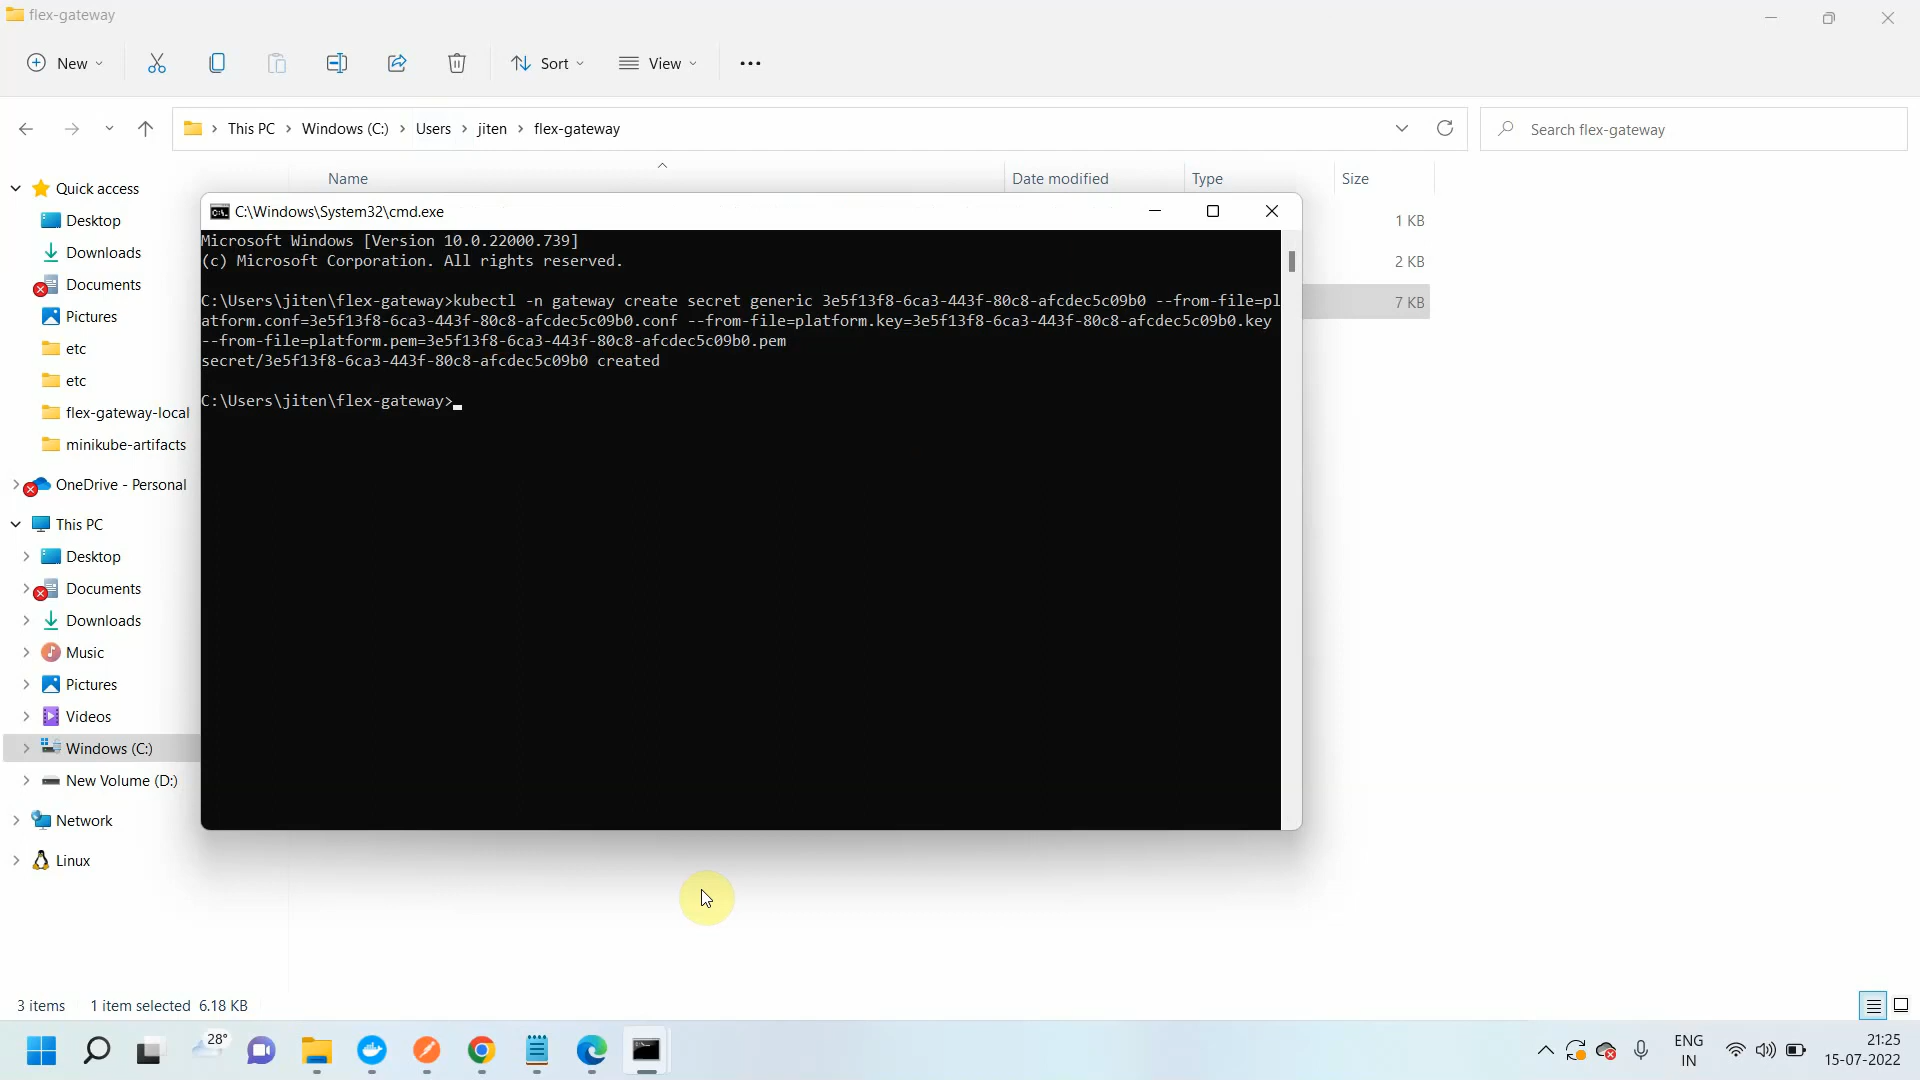 flex-gateway
New
Sort
View
This PC
Windows (C:)
Users
jiten
flex-gateway
Search flex-gateway
Name
Date modified
Type
Size
1 KB
2 KB
7 KB
Quick access
Desktop
Downloads
Documents
Pictures
etc
etc
flex-gateway-local
minikube-artifacts
OneDrive - Personal
This PC
Desktop
Documents
Downloads
Music
Pictures
Videos
Windows (C:)
New Volume (D:)
Network
Linux
C:\Windows\System32\cmd.exe
Microsoft Windows [Version 10.0.22000.739]
(c) Microsoft Corporation. All rights reserved.
C:\Users\jiten\flex-gateway>kubectl -n gateway create secret generic 3e5f13f8-6ca3-443f-80c8-afcdec5c09b0 --from-file=pl
atform.conf=3e5f13f8-6ca3-443f-80c8-afcdec5c09b0.conf --from-file=platform.key=3e5f13f8-6ca3-443f-80c8-afcdec5c09b0.key
--from-file=platform.pem=3e5f13f8-6ca3-443f-80c8-afcdec5c09b0.pem
secret/3e5f13f8-6ca3-443f-80c8-afcdec5c09b0 created
C:\Users\jiten\flex-gateway>
3 items
1 item selected 6.18 KB
28°
ENG
IN
21:25
15-07-2022